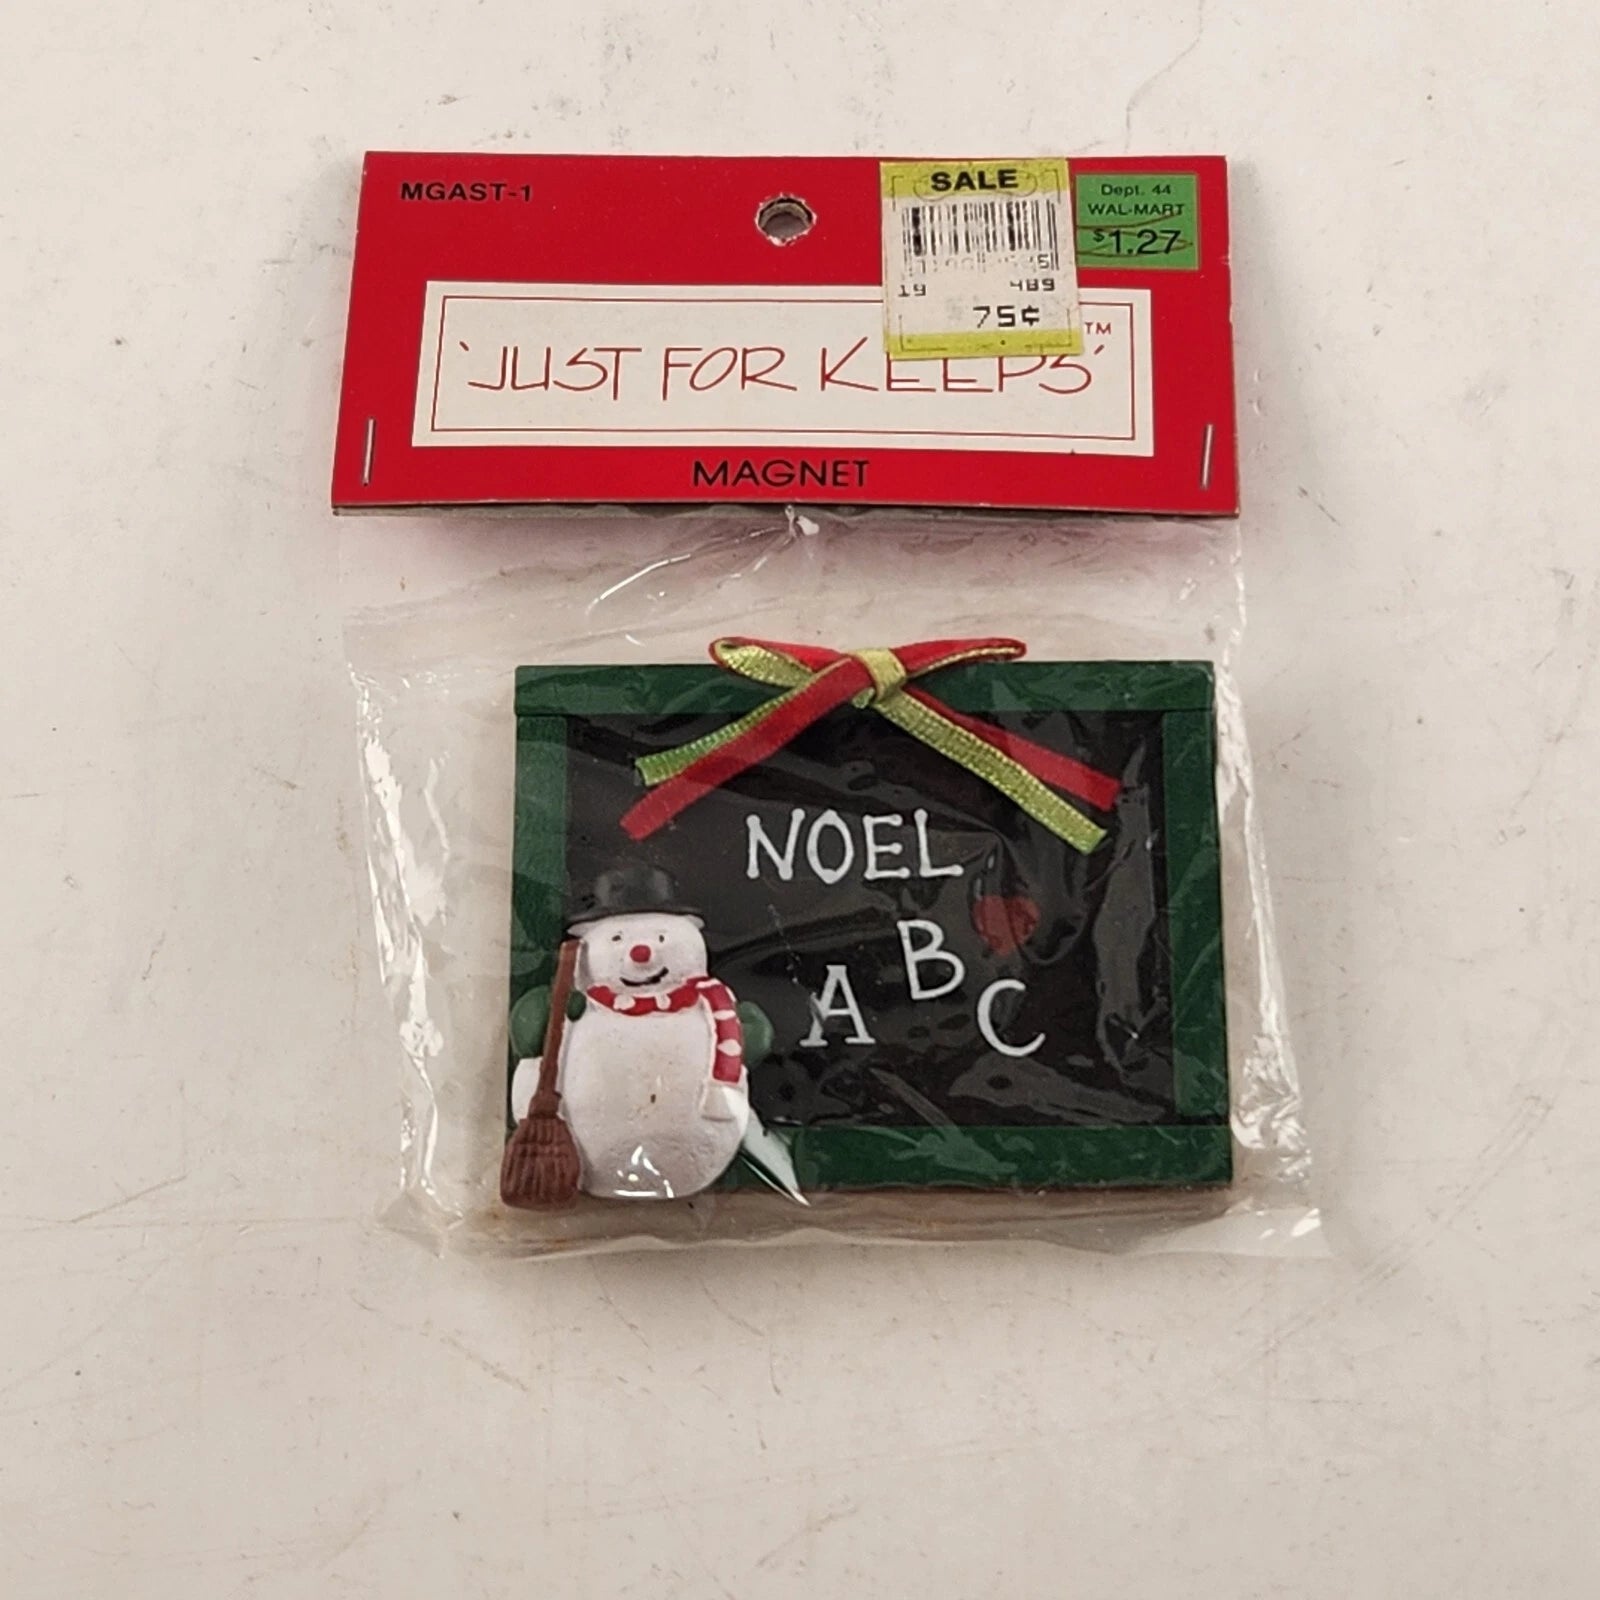 MGAST-1
SALE
19 489
75¢
Dept. 44
WAL-MART
$1.27
'JUST FOR KEEPS' TM
MAGNET
NOEL
A B C